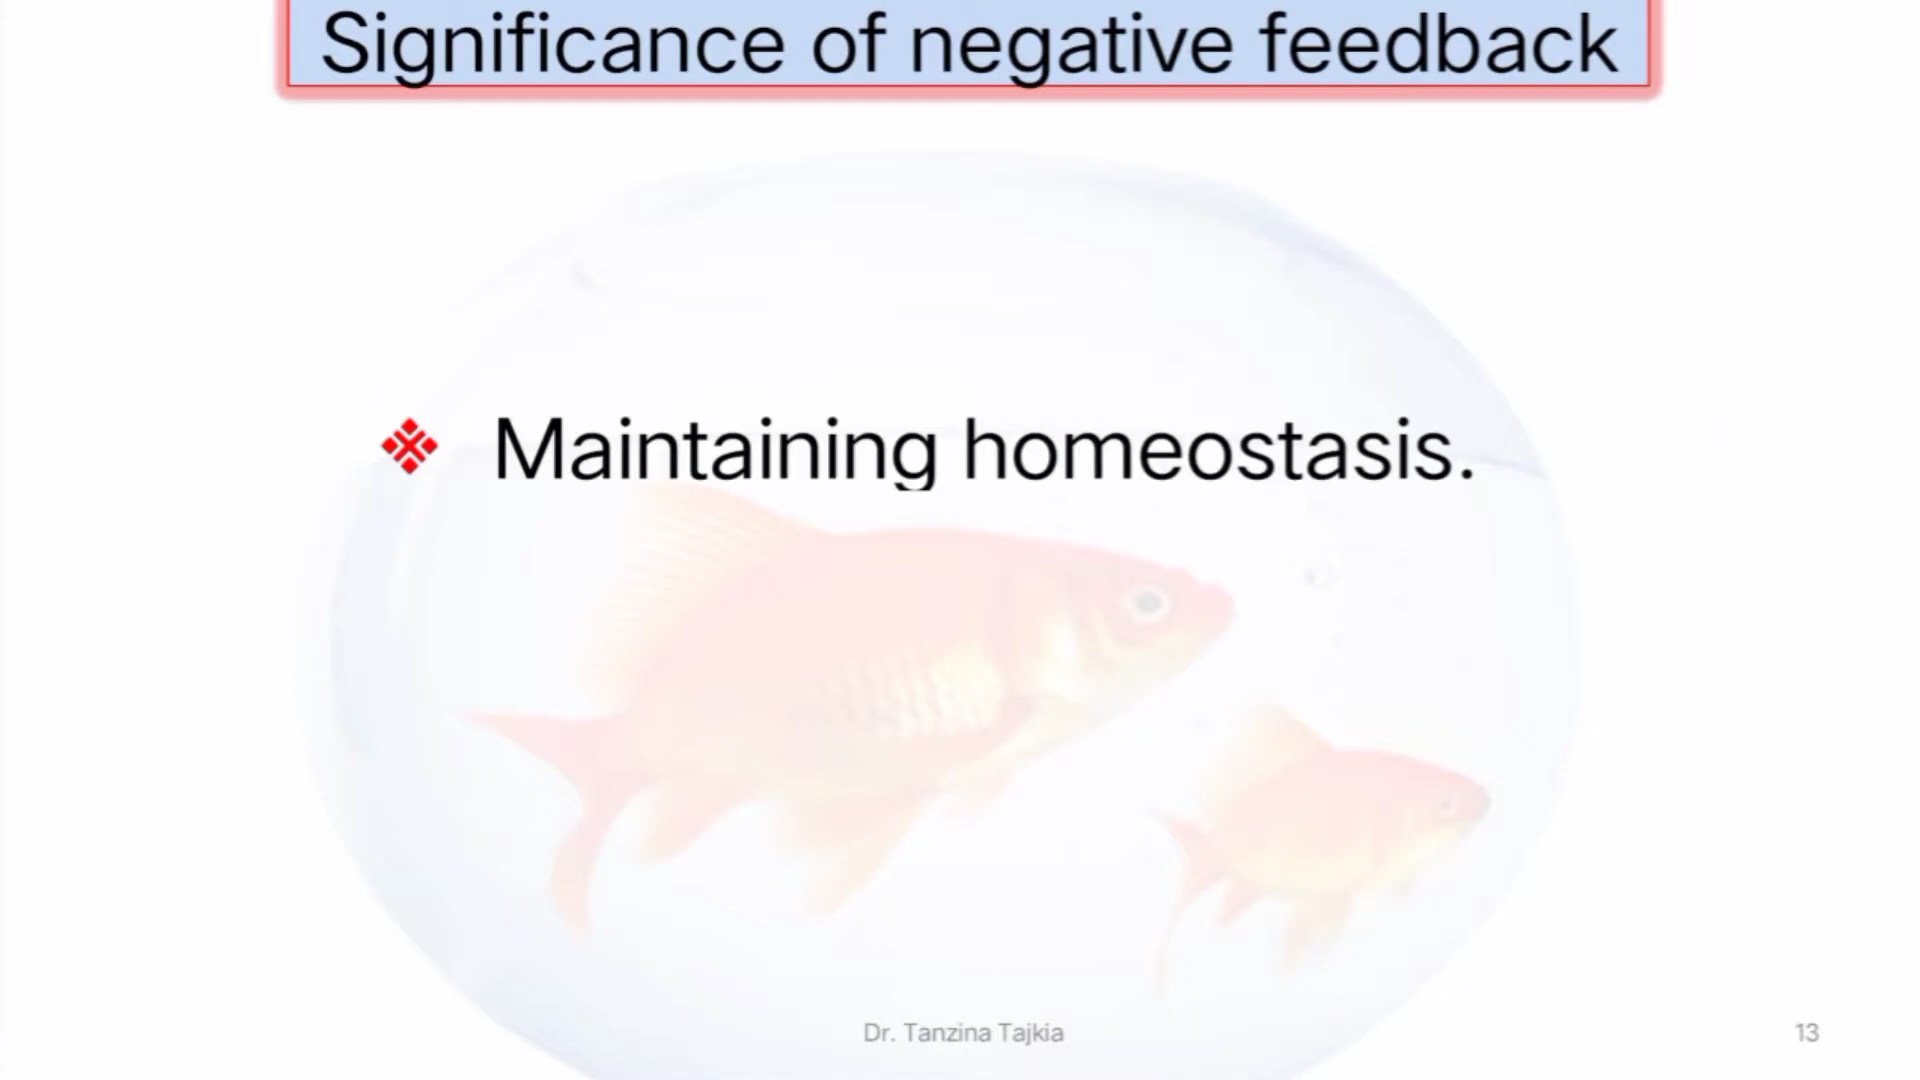 Significance of negative feedback
Maintaining homeostasis.
Dr. Tanzina Tajkia
13